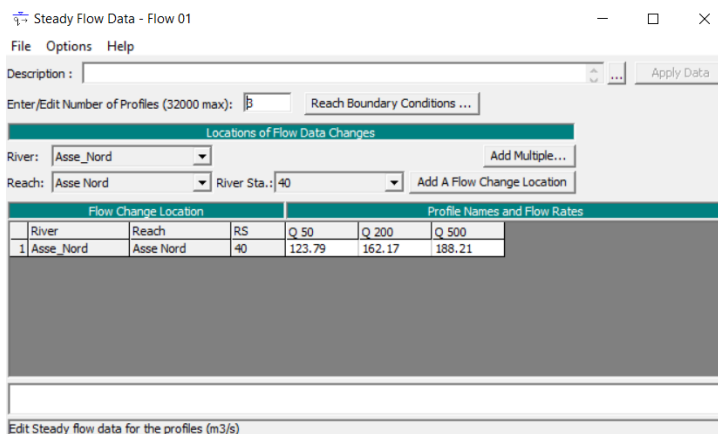 Steady Flow Data - Flow 01
File Options Help
Description : ... Apply Data
Enter/Edit Number of Profiles (32000 max): 3 Reach Boundary Conditions ...
Locations of Flow Data Changes
River: Asse_Nord Add Multiple...
Reach: Asse Nord River Sta.: 40 Add A Flow Change Location
Flow Change Location Profile Names and Flow Rates
River Reach RS Q 50 Q 200 Q 500
1 Asse_Nord Asse Nord 40 123.79 162.17 188.21
Edit Steady flow data for the profiles (m3/s)